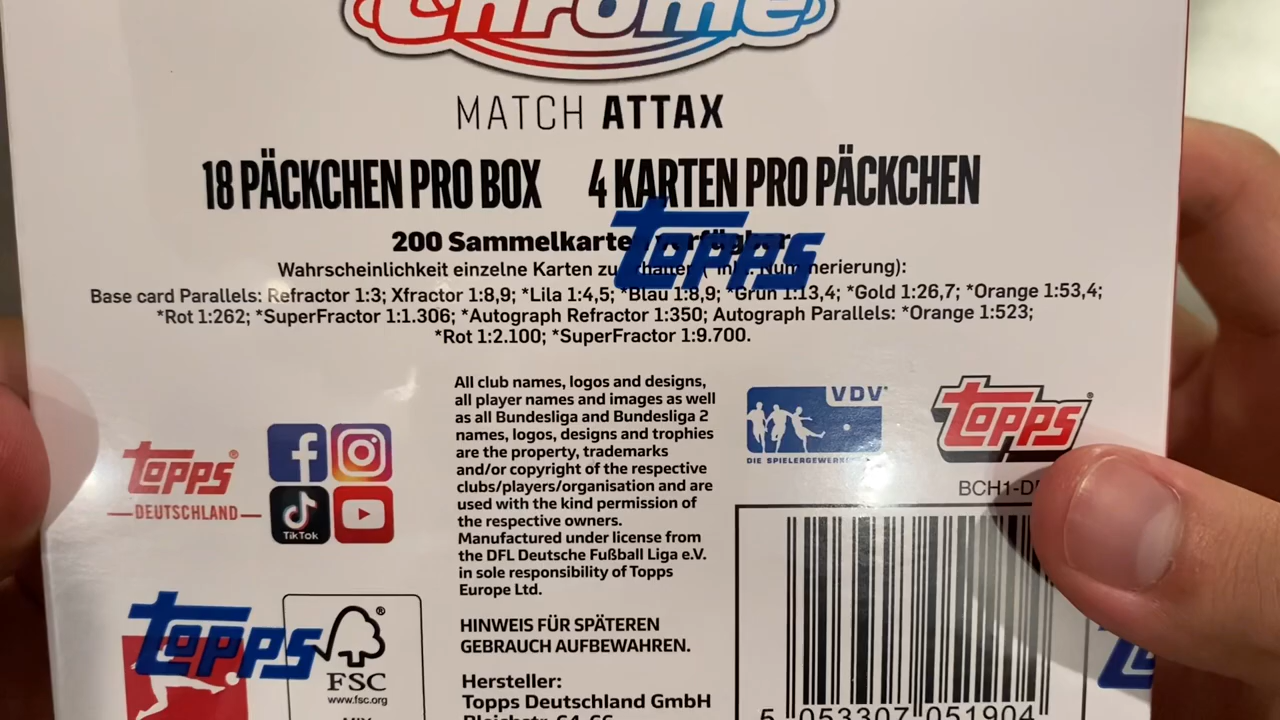 Chrome
MATCH ATTAX
18 PÄCKCHEN PRO BOX 4 KARTEN PRO PÄCKCHEN
200 Sammelkarten verfügbar
topps
Wahrscheinlichkeit einzelne Karten zu erhalten (*inkl. Nummerierung):
Base card Parallels: Refractor 1:3; Xfractor 1:8,9; *Lila 1:4,5; *Blau 1:8,9; *Grün 1:13,4; *Gold 1:26,7; *Orange 1:53,4;
*Rot 1:262; *SuperFractor 1:1.306; *Autograph Refractor 1:350; Autograph Parallels: *Orange 1:523;
*Rot 1:2.100; *SuperFractor 1:9.700.
topps®
DEUTSCHLAND
TikTok
All club names, logos and designs,
all player names and images as well
as all Bundesliga and Bundesliga 2
names, logos, designs and trophies
are the property, trademarks
and/or copyright of the respective
clubs/players/organisation and are
used with the kind permission of
the respective owners.
Manufactured under license from
the DFL Deutsche Fußball Liga e.V.
in sole responsibility of Topps
Europe Ltd.
VDV
DIE SPIELERGEWERK
topps®
BCH1-D
topps
FSC
www.fsc.org
HINWEIS FÜR SPÄTEREN
GEBRAUCH AUFBEWAHREN.
Hersteller:
Topps Deutschland GmbH
5 053307 051904